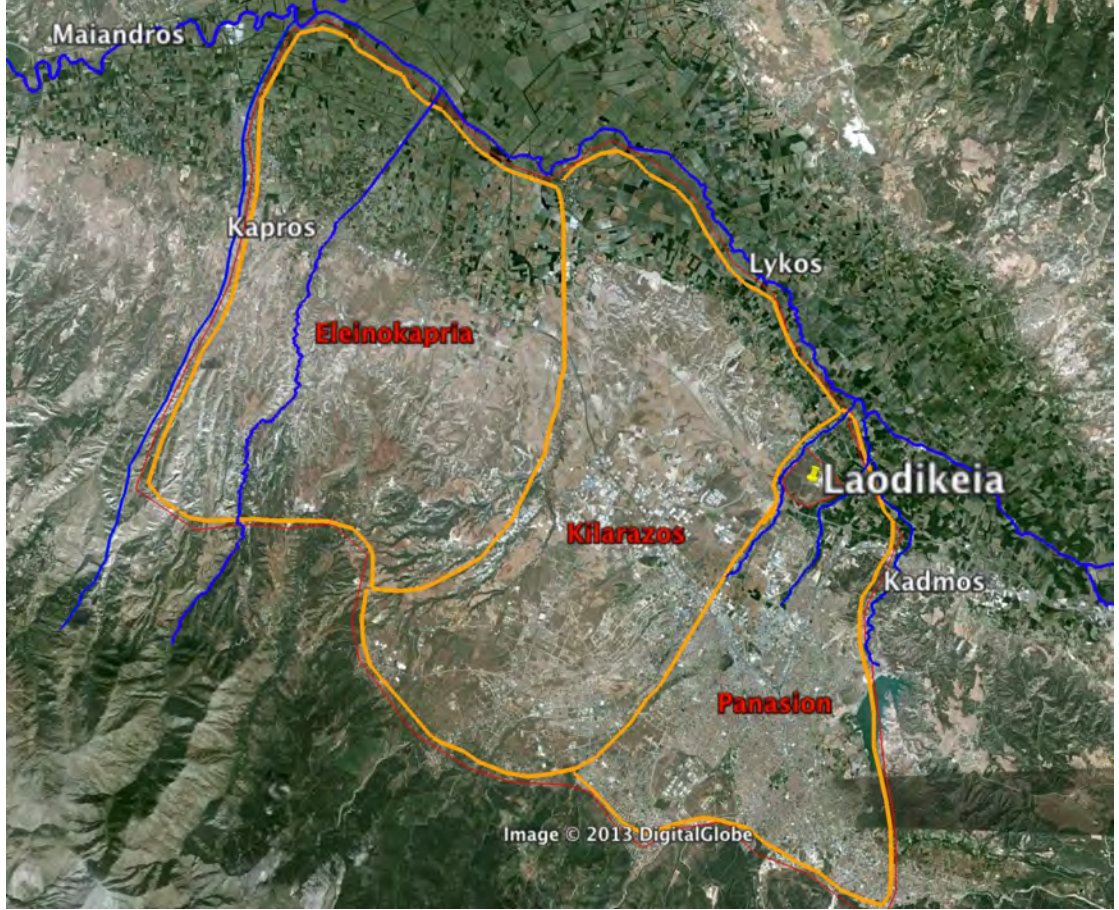 Maiandros
Kapros
Lykos
Eleinokapria
Laodikeia
Kilarazos
Kadmos
Panasion
Image © 2013 DigitalGlobe